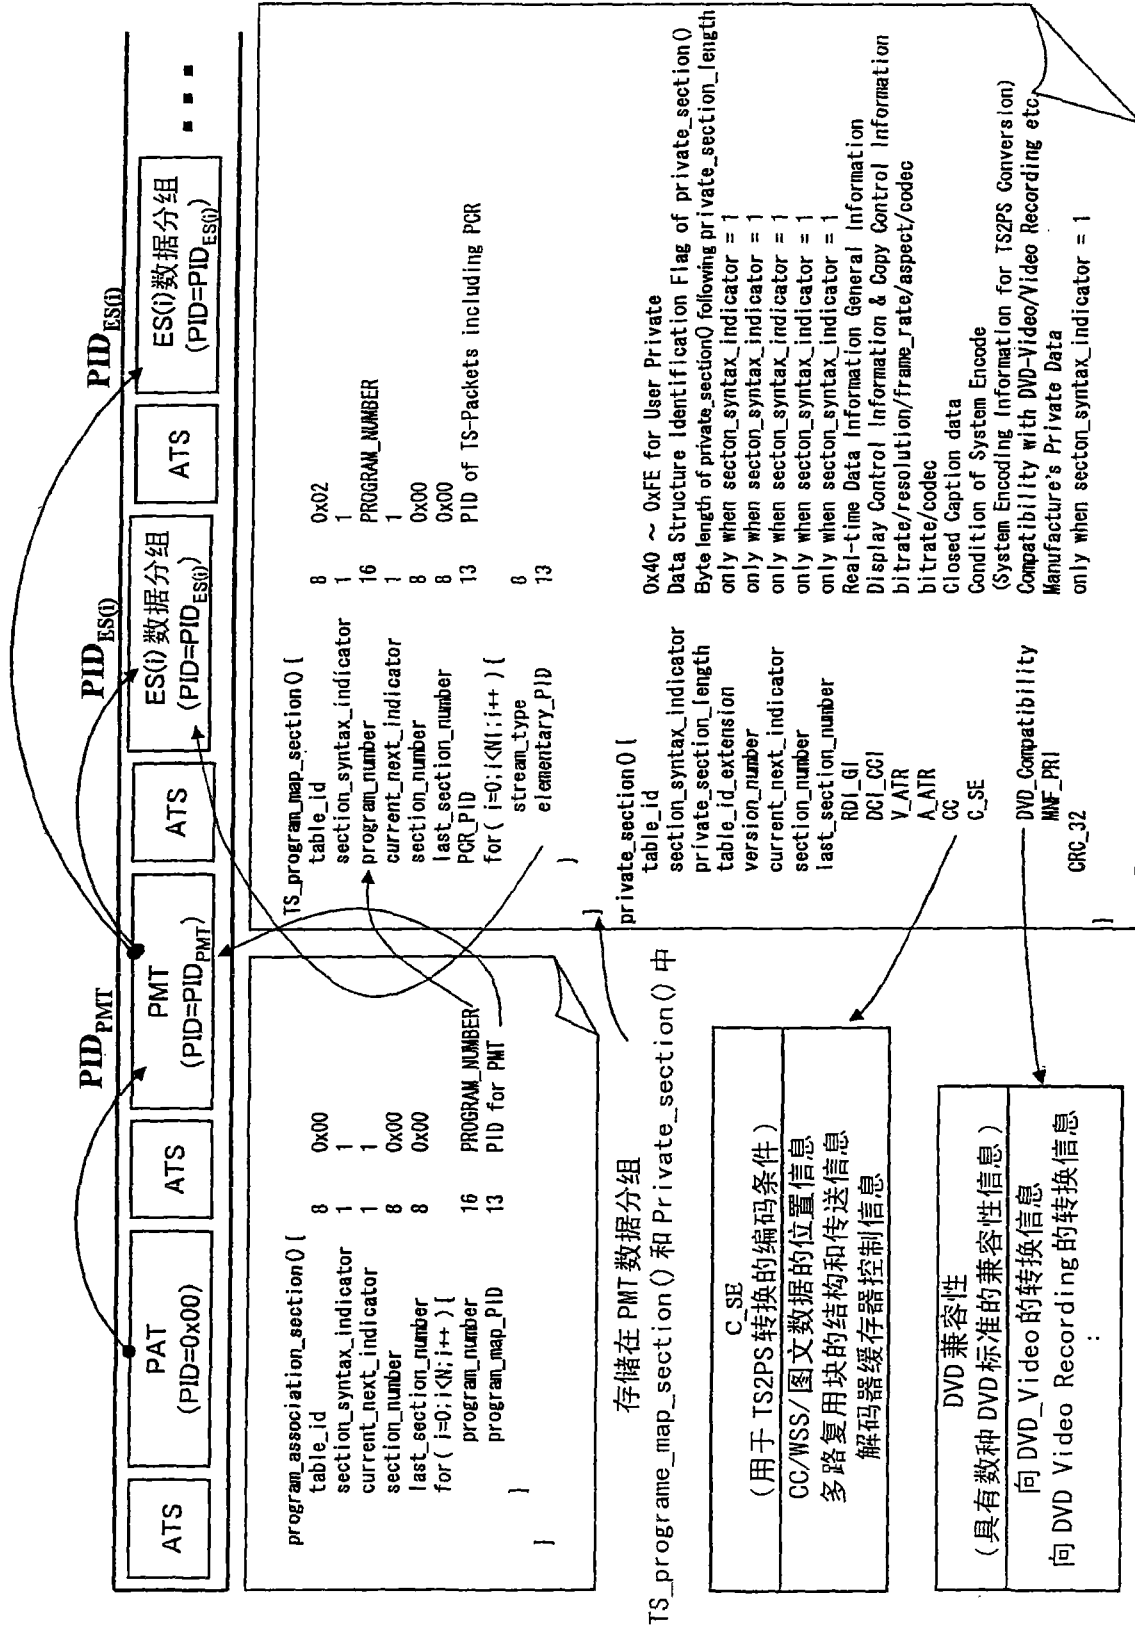 PID_PMT
PID_ES(i)
PID_ES(i)
ATS
PAT
(PID=0x00)
ATS
PMT
(PID=PID_PMT)
ATS
ES(i)数据分组
(PID=PID_ES(i))
ATS
ES(i)数据分组
(PID=PID_ES(i))
▪ ▪ ▪
program_association_section(){
table_id 8 0x00
section_syntax_indicator 1 1
current_next_indicator 1 1
section_number 8 0x00
last_section_number 8 0x00
for( i=0;i<N;i++ ){
program_number 16 PROGRAM_NUMBER
program_map_PID 13 PID for PMT
}
}
TS_program_map_section(){
table_id 8 0x02
section_syntax_indicator 1 1
program_number 16 PROGRAM_NUMBER
current_next_indicator 1 1
section_number 8 0x00
last_section_number 8 0x00
PCR_PID 13 PID of TS-Packets including PCR
for( i=0;i<N1;i++ ){
stream_type 8
elementary_PID 13
}
}
private_section(){
table_id 0x40 ~ 0xFE for User Private
section_syntax_indicator Data Structure Identification Flag of private_section()
private_section_length Byte length of private_section() following private_section_length
table_id_extension only when secton_syntax_indicator = 1
version_number only when secton_syntax_indicator = 1
current_next_indicator only when secton_syntax_indicator = 1
section_number only when secton_syntax_indicator = 1
last_section_number only when secton_syntax_indicator = 1
RDI_GI Real-time Data Information General Information
DCI_CCI Display Control Information & Copy Control Information
V_ATR bitrate/resolution/frame_rate/aspect/codec
A_ATR bitrate/codec
CC Closed Caption data
C_SE Condition of System Encode
(System Encoding Information for TS2PS Conversion)
DVD_Compatibility Compatibility with DVD-Video/Video Recording etc.
MNF_PRI Manufacture's Private Data
CRC_32 only when secton_syntax_indicator = 1
}
存储在 PMT 数据分组
TS_programe_map_section() 和 Private_section() 中
C_SE
(用于 TS2PS 转换的编码条件)
CC/WSS/图文数据的位置信息
多路复用块的结构和传送信息
解码器缓存器控制信息
DVD 兼容性
(具有数种 DVD 标准的兼容性信息)
向 DVD_Video 的转换信息
向 DVD Video Recording 的转换信息
: